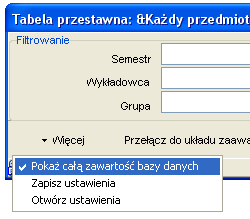 Tabela przestawna: &Każdy przedmiot
Filtrowanie
Semestr
Wykładowca
Grupa
Więcej Przełącz do układu zaawa
Pokaż całą zawartość bazy danych
Zapisz ustawienia
Otwórz ustawienia